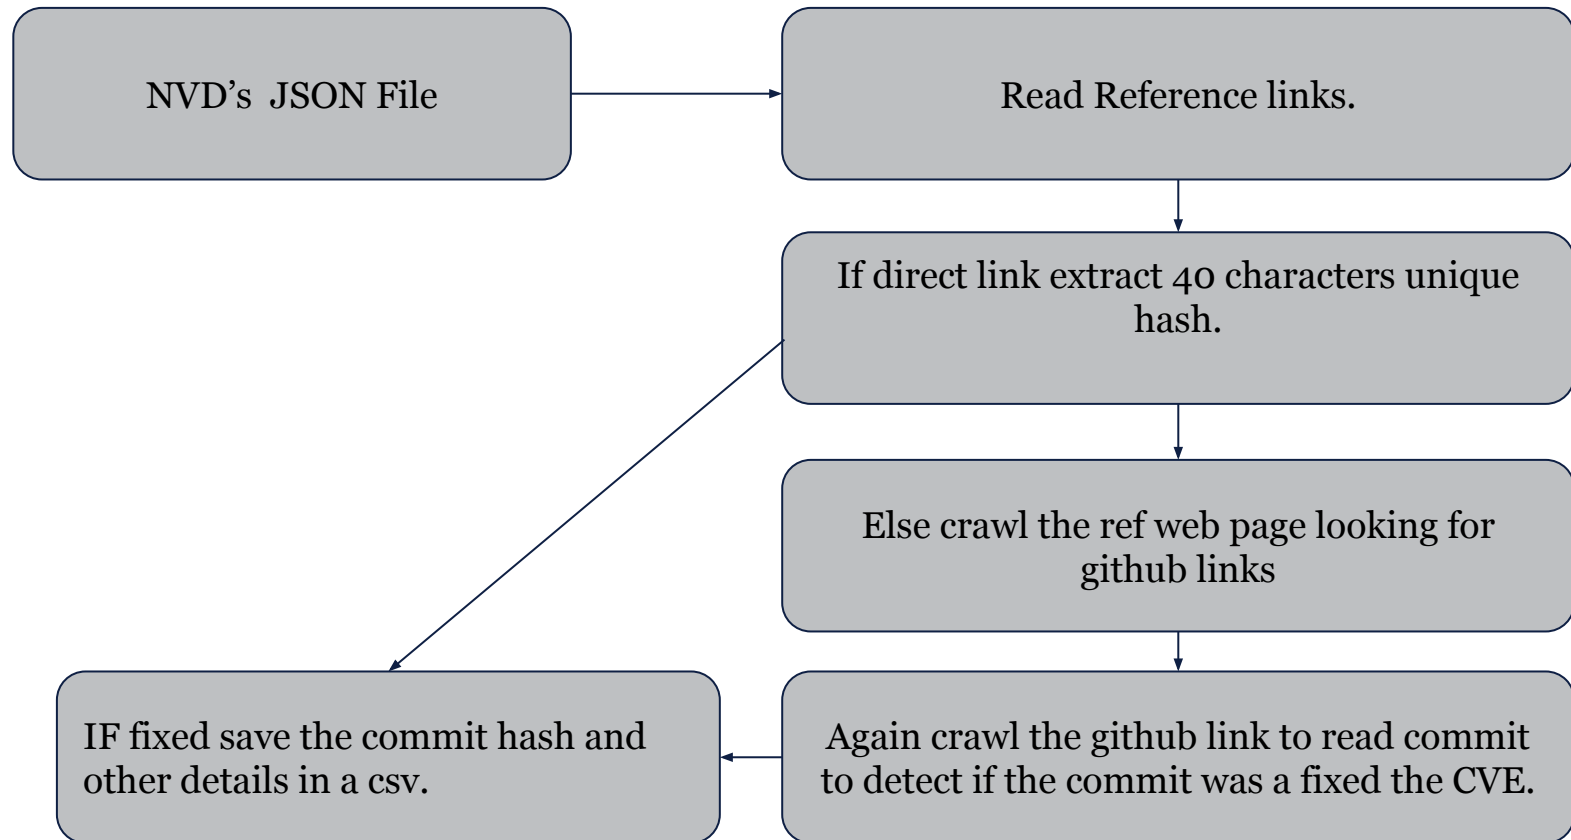 NVD’s  JSON File
Read Reference links.
If direct link extract 40 characters unique
hash.
Else crawl the ref web page looking for
github links
Again crawl the github link to read commit
to detect if the commit was a fixed the CVE.
IF fixed save the commit hash and
other details in a csv.